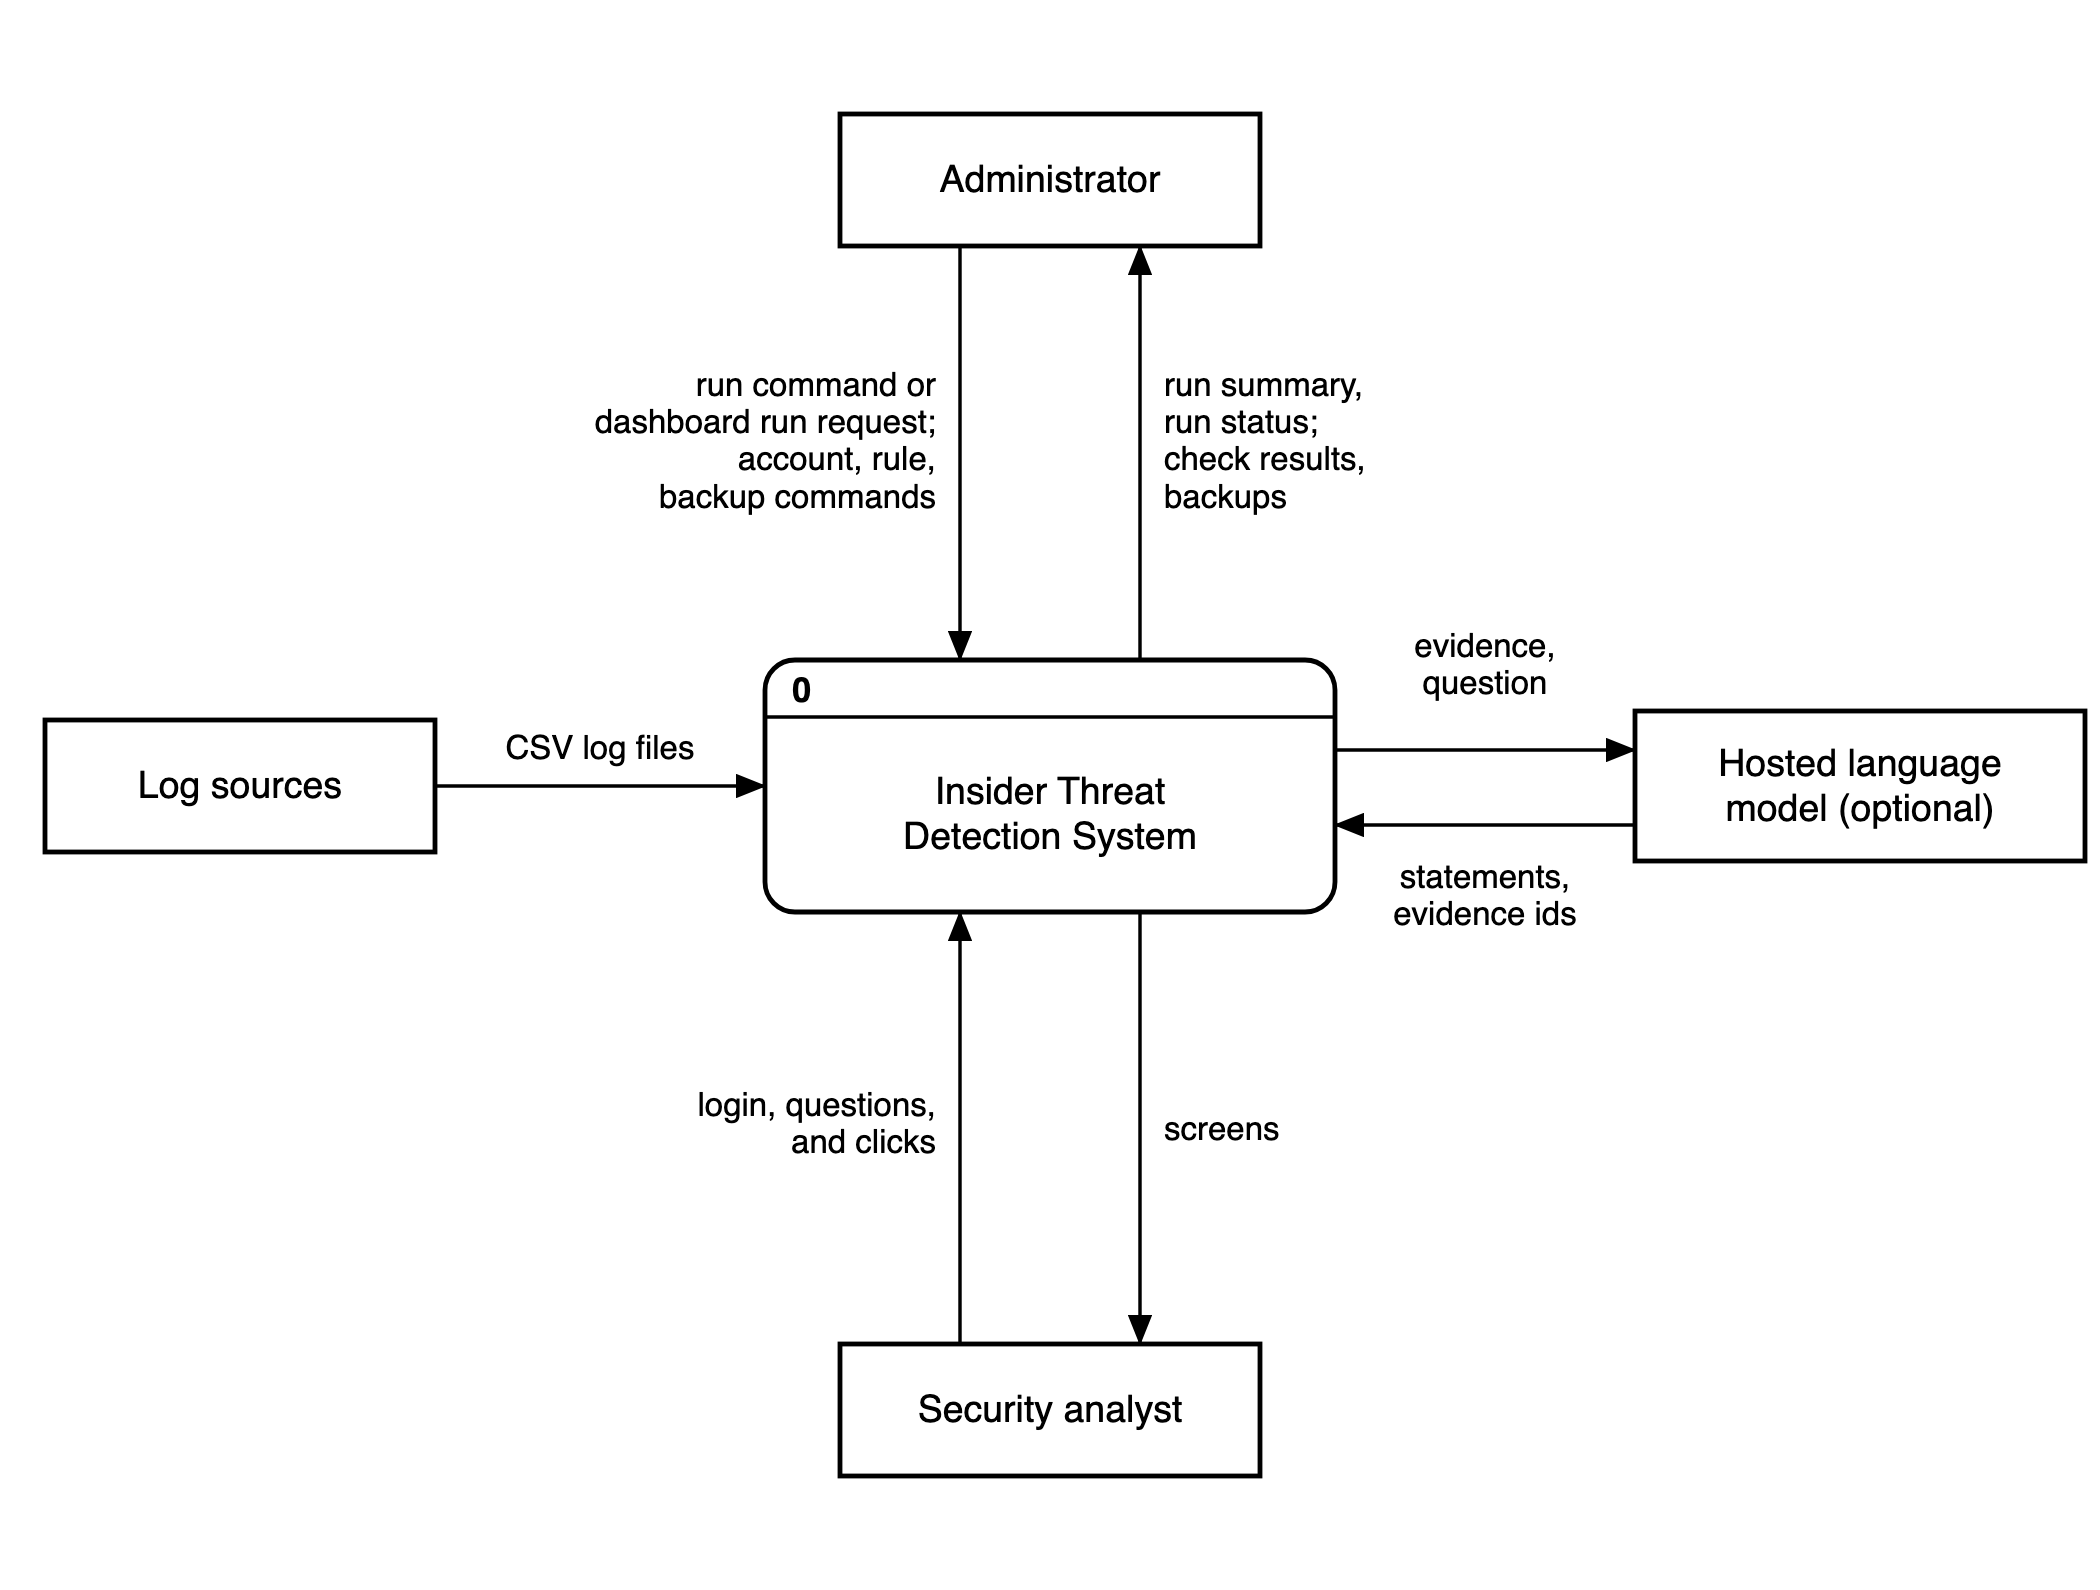 Administrator
run command or
dashboard run request;
account, rule,
backup commands
run summary,
run status;
check results,
backups
evidence,
question
0
CSV log files
Log sources
Insider Threat
Detection System
Hosted language
model (optional)
statements,
evidence ids
login, questions,
and clicks
screens
Security analyst